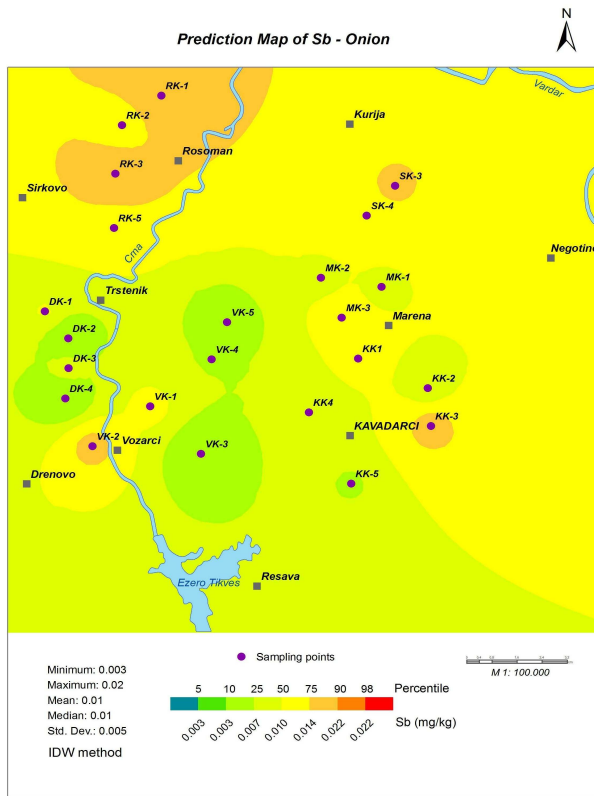 N
Prediction Map of Sb - Onion
Vardar
RK-1
RK-2
Kurija
Rosoman
RK-3
SK-3
Sirkovo
SK-4
RK-5
Crna
Negotino
MK-2
MK-1
Trstenik
DK-1
VK-5
MK-3
Marena
DK-2
VK-4
KK1
DK-3
KK-2
DK-4
VK-1
KK4
KK-3
VK-2
Vozarci
VK-3
KAVADARCI
Drenovo
KK-5
Ezero Tikves
Resava
Sampling points
Minimum: 0.003
Maximum: 0.02
Mean: 0.01
Median: 0.01
Std. Dev.: 0.005
IDW method
5 10 25 50 75 90 98 Percentile
0.003 0.003 0.007 0.010 0.014 0.022 0.022 Sb (mg/kg)
M 1: 100.000